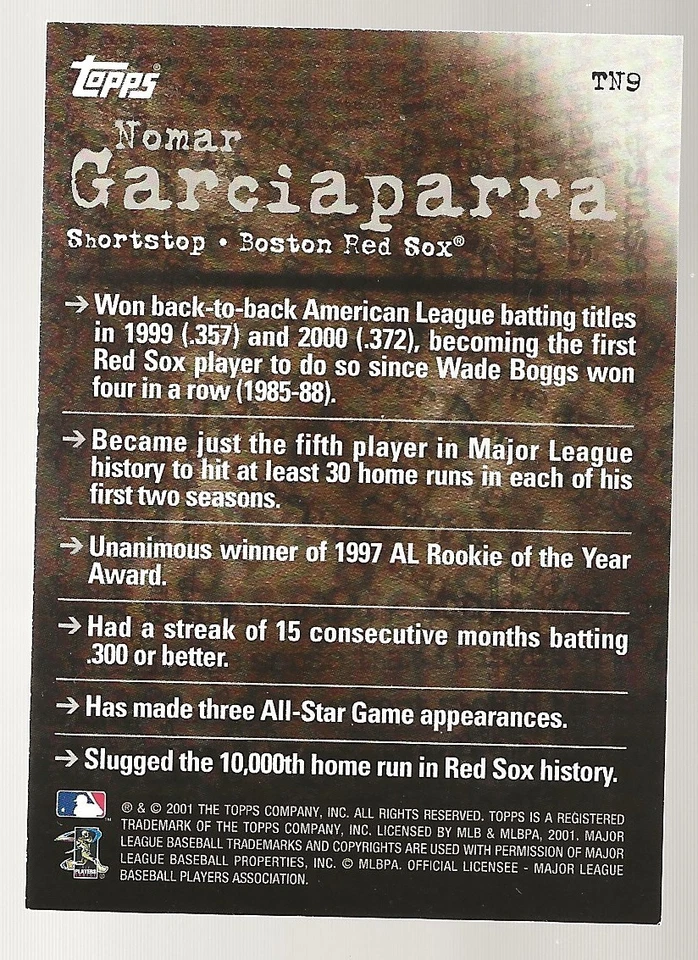 Topps®
TN9
Nomar
Garciaparra
Shortstop • Boston Red Sox®
→ Won back-to-back American League batting titles
in 1999 (.357) and 2000 (.372), becoming the first
Red Sox player to do so since Wade Boggs won
four in a row (1985-88).
→ Became just the fifth player in Major League
history to hit at least 30 home runs in each of his
first two seasons.
→ Unanimous winner of 1997 AL Rookie of the Year
Award.
→ Had a streak of 15 consecutive months batting
.300 or better.
→ Has made three All-Star Game appearances.
→ Slugged the 10,000th home run in Red Sox history.
® & © 2001 THE TOPPS COMPANY, INC. ALL RIGHTS RESERVED. TOPPS IS A REGISTERED
TRADEMARK OF THE TOPPS COMPANY, INC. LICENSED BY MLB & MLBPA, 2001. MAJOR
LEAGUE BASEBALL TRADEMARKS AND COPYRIGHTS ARE USED WITH PERMISSION OF MAJOR
LEAGUE BASEBALL PROPERTIES, INC. © MLBPA. OFFICIAL LICENSEE - MAJOR LEAGUE
BASEBALL PLAYERS ASSOCIATION.
PLAYERS